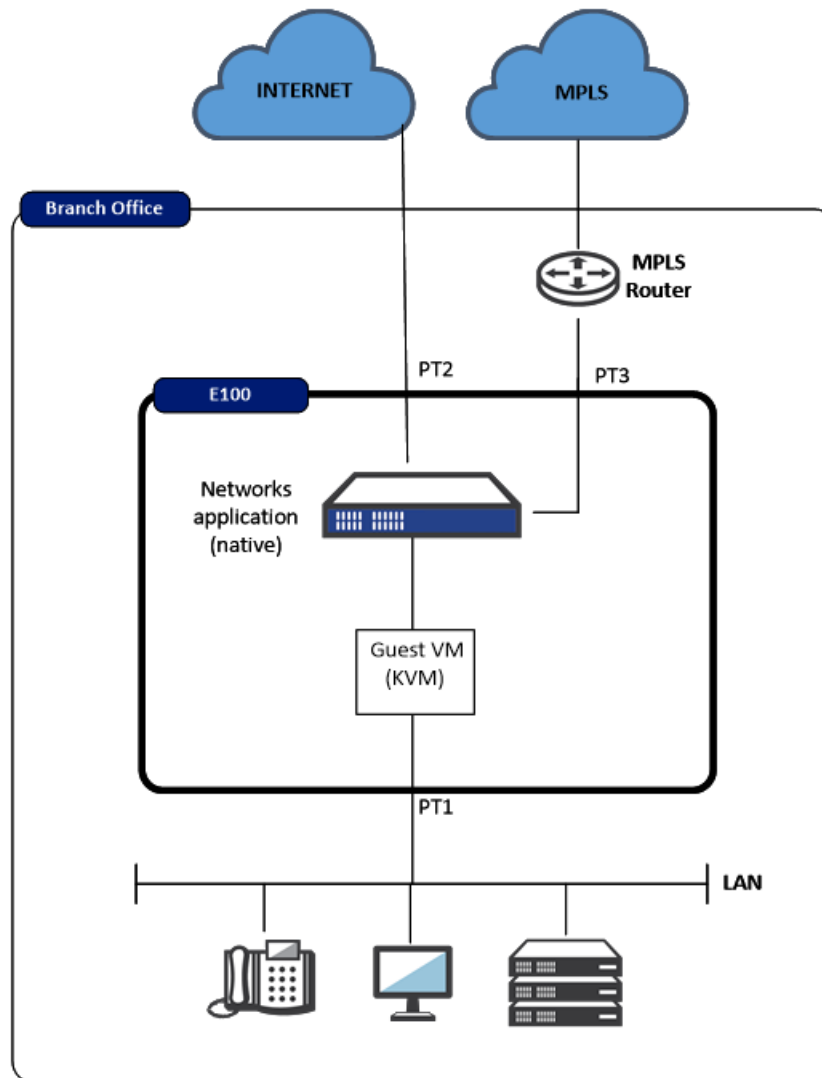 INTERNET
MPLS
Branch Office
MPLS
Router
PT2
PT3
E100
Networks
application
(native)
Guest VM
(KVM)
PT1
LAN